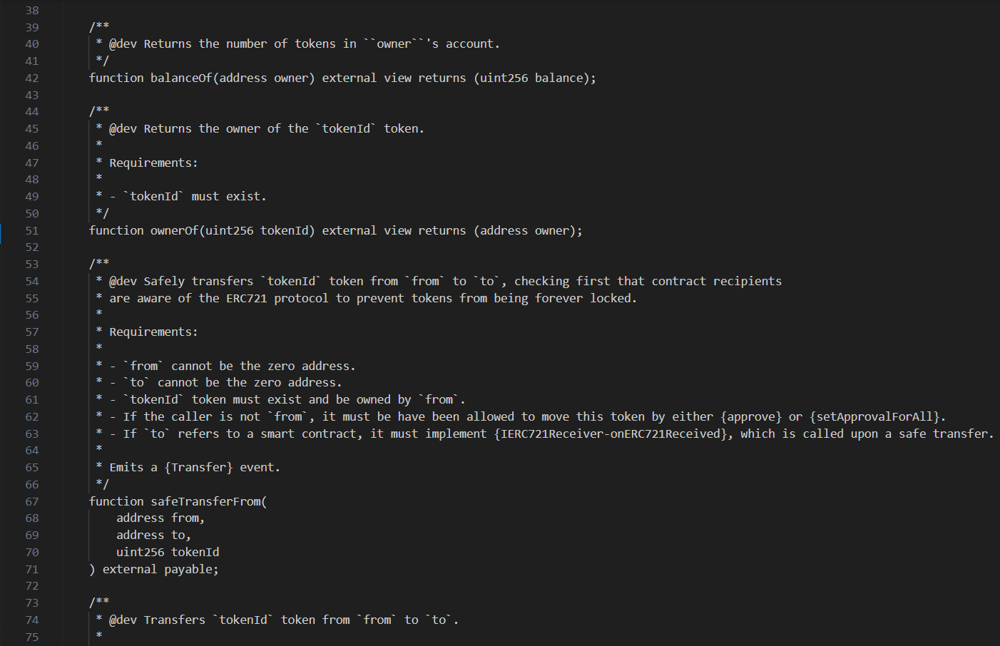 38
39 /**
40 * @dev Returns the number of tokens in ``owner``'s account.
41 */
42 function balanceOf(address owner) external view returns (uint256 balance);
43
44 /**
45 * @dev Returns the owner of the `tokenId` token.
46 *
47 * Requirements:
48 *
49 * - `tokenId` must exist.
50 */
51 function ownerOf(uint256 tokenId) external view returns (address owner);
52
53 /**
54 * @dev Safely transfers `tokenId` token from `from` to `to`, checking first that contract recipients
55 * are aware of the ERC721 protocol to prevent tokens from being forever locked.
56 *
57 * Requirements:
58 *
59 * - `from` cannot be the zero address.
60 * - `to` cannot be the zero address.
61 * - `tokenId` token must exist and be owned by `from`.
62 * - If the caller is not `from`, it must be have been allowed to move this token by either {approve} or {setApprovalForAll}.
63 * - If `to` refers to a smart contract, it must implement {IERC721Receiver-onERC721Received}, which is called upon a safe transfer.
64 *
65 * Emits a {Transfer} event.
66 */
67 function safeTransferFrom(
68 address from,
69 address to,
70 uint256 tokenId
71 ) external payable;
72
73 /**
74 * @dev Transfers `tokenId` token from `from` to `to`.
75 *